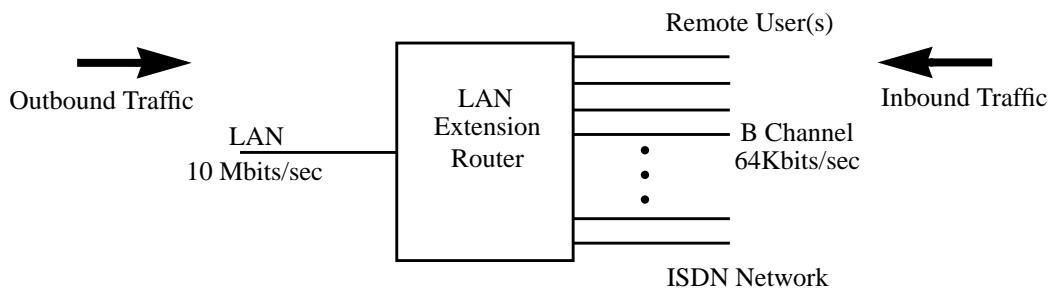 Remote User(s)
Outbound Traffic
Inbound Traffic
LAN
Extension
Router
LAN
10 Mbits/sec
B Channel
64Kbits/sec
ISDN Network